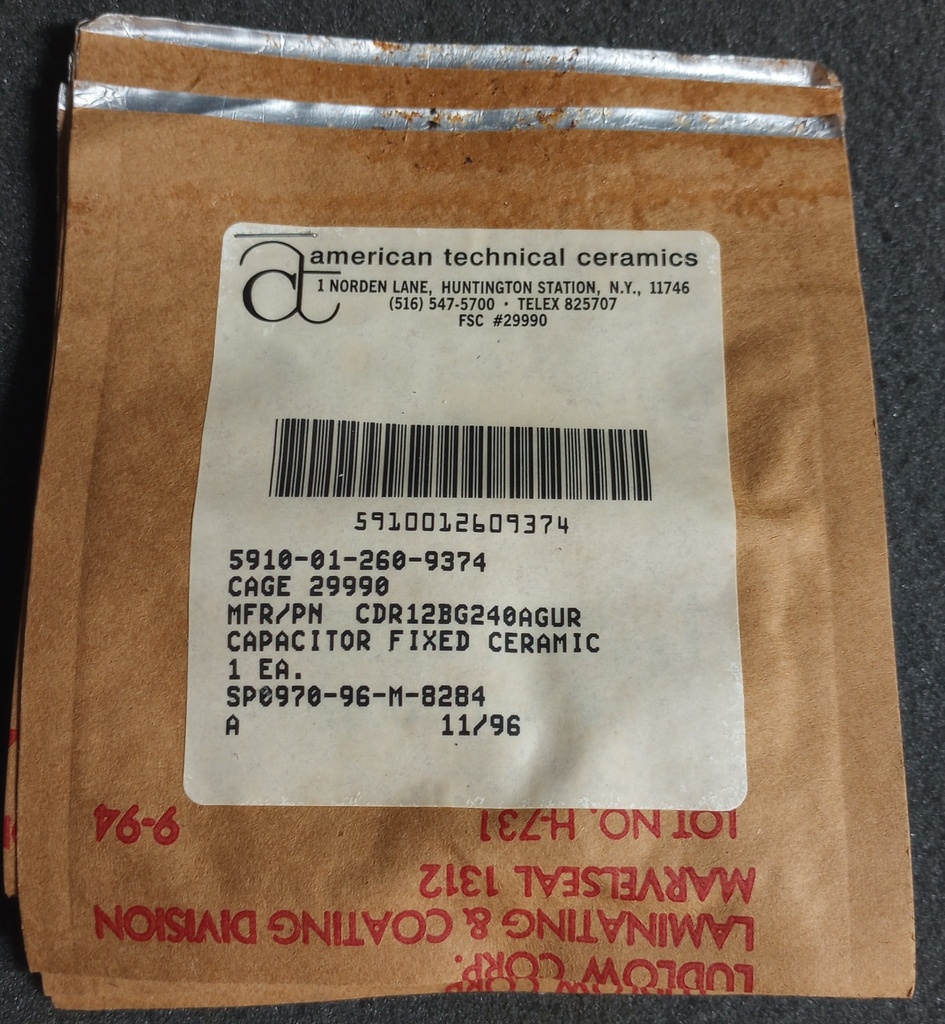 at american technical ceramics
1 NORDEN LANE, HUNTINGTON STATION, N.Y., 11746
(516) 547-5700 • TELEX 825707
FSC #29990
5910012609374
5910-01-260-9374
CAGE 29990
MFR/PN CDR12BG240AGUR
CAPACITOR FIXED CERAMIC
1 EA.
SP0970-96-M-8284
A 11/96
LUDLOW CORP.
LAMINATING & COATING DIVISION
MARVELSEAL 1312
LOT NO. H-731 9-94